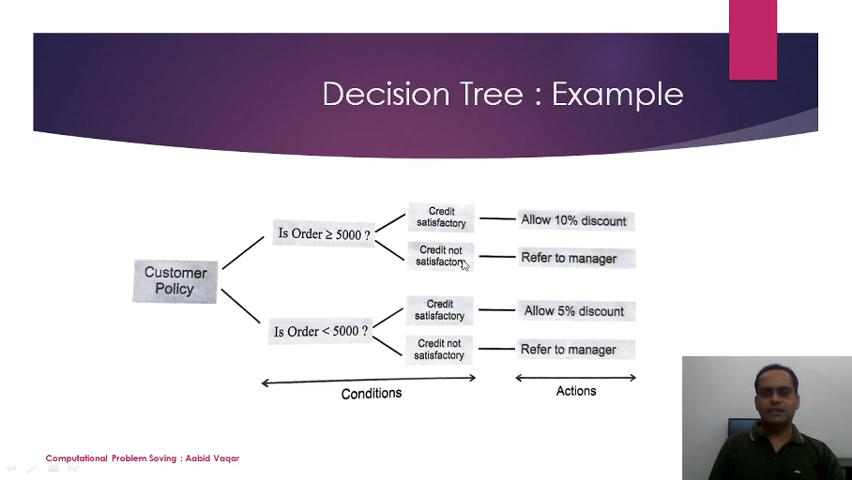 Decision Tree : Example
Customer
Policy
Is Order ≥ 5000 ?
Credit
satisfactory
Allow 10% discount
Credit not
satisfactory
Refer to manager
Is Order < 5000 ?
Credit
satisfactory
Allow 5% discount
Credit not
satisfactory
Refer to manager
Conditions
Actions
Computational Problem Soving : Aabid Vaqar